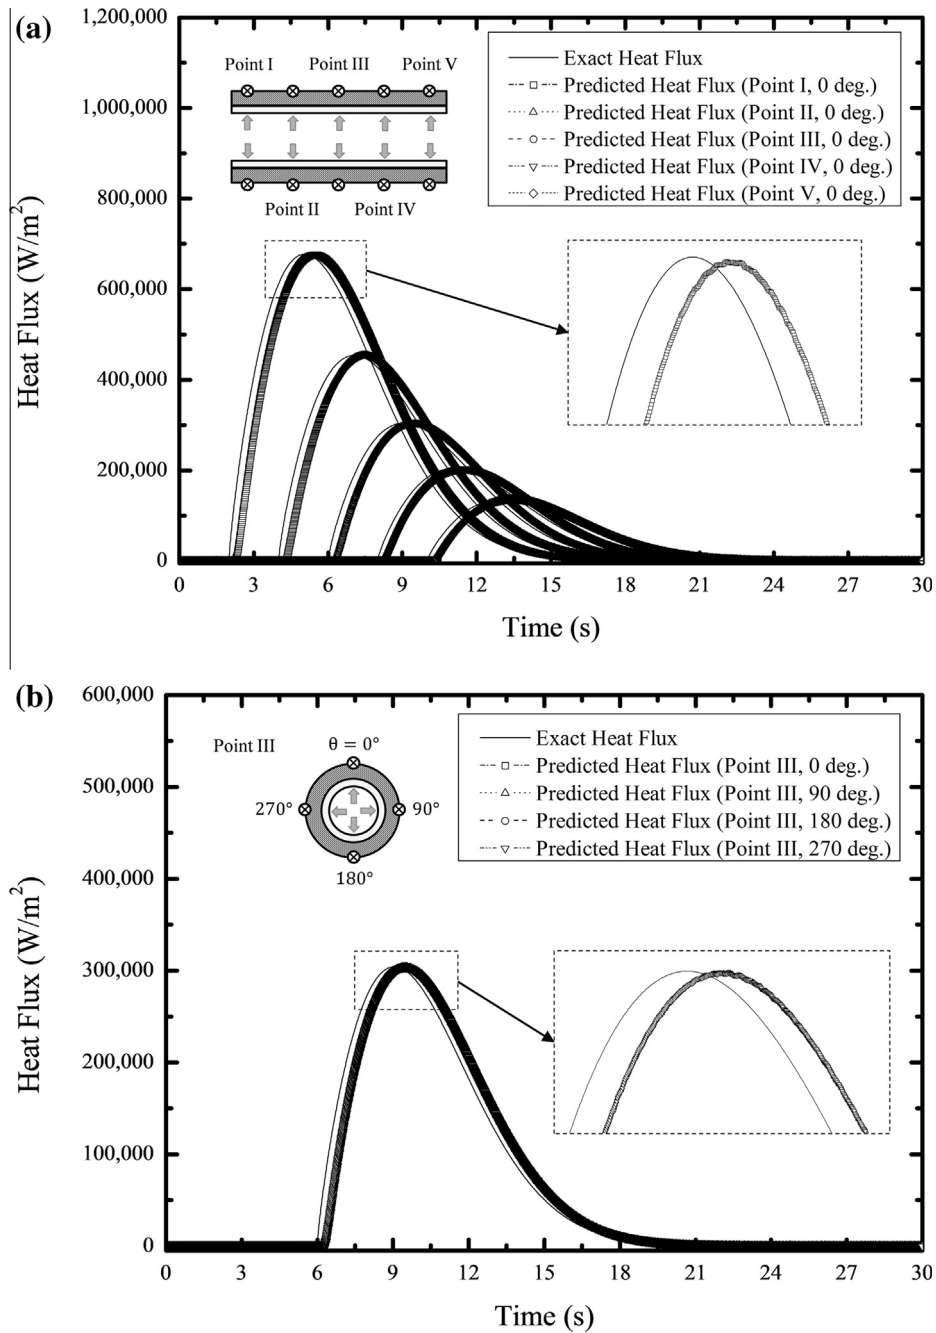 (a)
1,200,000
1,000,000
800,000
600,000
400,000
200,000
0
Heat Flux (W/m²)
Point I
Point III
Point V
Point II
Point IV
Exact Heat Flux
Predicted Heat Flux (Point I, 0 deg.)
Predicted Heat Flux (Point II, 0 deg.)
Predicted Heat Flux (Point III, 0 deg.)
Predicted Heat Flux (Point IV, 0 deg.)
Predicted Heat Flux (Point V, 0 deg.)
0 3 6 9 12 15 18 21 24 27 30
Time (s)
(b)
600,000
500,000
400,000
300,000
200,000
100,000
0
Heat Flux (W/m²)
Point III
θ = 0°
270°
90°
180°
Exact Heat Flux
Predicted Heat Flux (Point III, 0 deg.)
Predicted Heat Flux (Point III, 90 deg.)
Predicted Heat Flux (Point III, 180 deg.)
Predicted Heat Flux (Point III, 270 deg.)
0 3 6 9 12 15 18 21 24 27 30
Time (s)